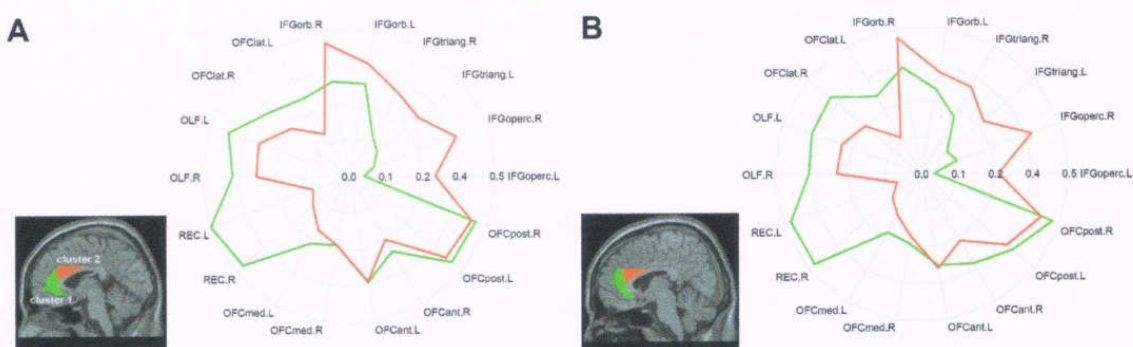 A
IFGorb.R
IFGorb.L
OFClat.L
IFGtriang.R
OFClat.R
IFGtriang.L
OLF.L
IFGoperc.R
OLF.R
0.0
0.1
0.2
0.4
0.5
IFGoperc.L
REC.L
OFCpost.R
REC.R
OFCpost.L
OFCmed.L
OFCant.R
OFCmed.R
OFCant.L
cluster 2
cluster 1
B
IFGorb.R
IFGorb.L
OFClat.L
IFGtriang.R
OFClat.R
IFGtriang.L
OLF.L
IFGoperc.R
OLF.R
0.0
0.1
0.2
0.4
0.5
IFGoperc.L
REC.L
OFCpost.R
REC.R
OFCpost.L
OFCmed.L
OFCant.R
OFCmed.R
OFCant.L